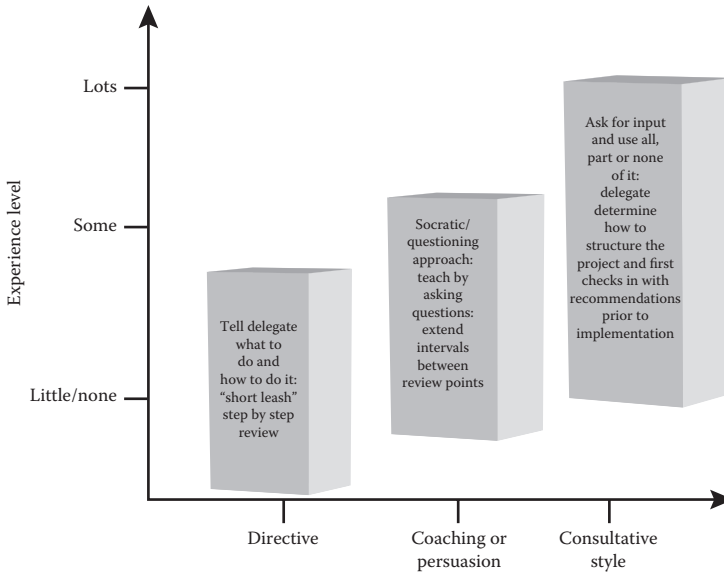 Experience level
Lots
Some
Little/none
Tell delegate
what to
do and
how to do it:
“short leash”
step by step
review
Socratic/
questioning
approach:
teach by
asking
questions:
extend
intervals
between
review points
Ask for input
and use all,
part or none
of it:
delegate
determine
how to
structure the
project and first
checks in with
recommendations
prior to
implementation
Directive
Coaching or
persuasion
Consultative
style